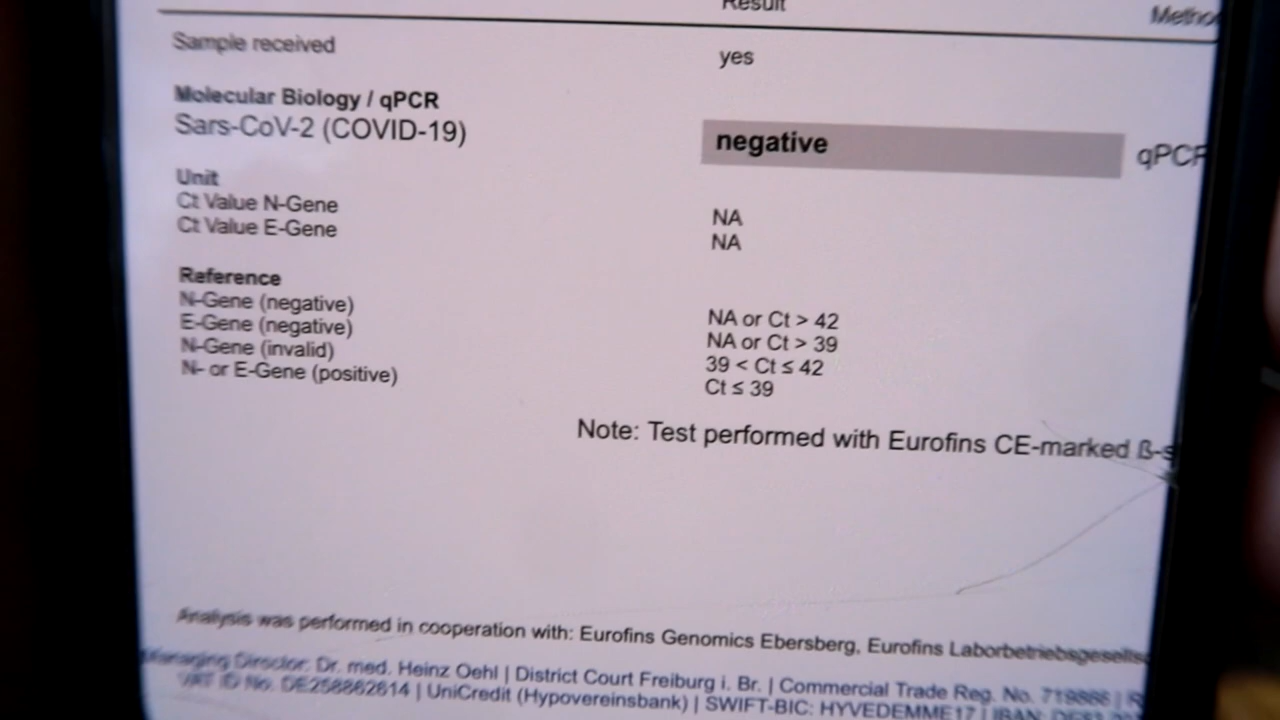 Result
Sample received yes
Molecular Biology / qPCR
Sars-CoV-2 (COVID-19) negative
Unit
Ct Value N-Gene NA
Ct Value E-Gene NA
Reference
N-Gene (negative) NA or Ct > 42
E-Gene (negative) NA or Ct > 39
N-Gene (invalid) 39 < Ct ≤ 42
N- or E-Gene (positive) Ct ≤ 39
Note: Test performed with Eurofins CE-marked
Analysis was performed in cooperation with: Eurofins Genomics Ebersberg, Eurofins
Managing Director: Dr. med. Heinz Oehl | District Court Freiburg i. Br. | Commercial Trade Reg. No.
VAT ID No. | UniCredit (Hypovereinsbank) | SWIFT-BIC: HYVEDEMME17 | IBAN: